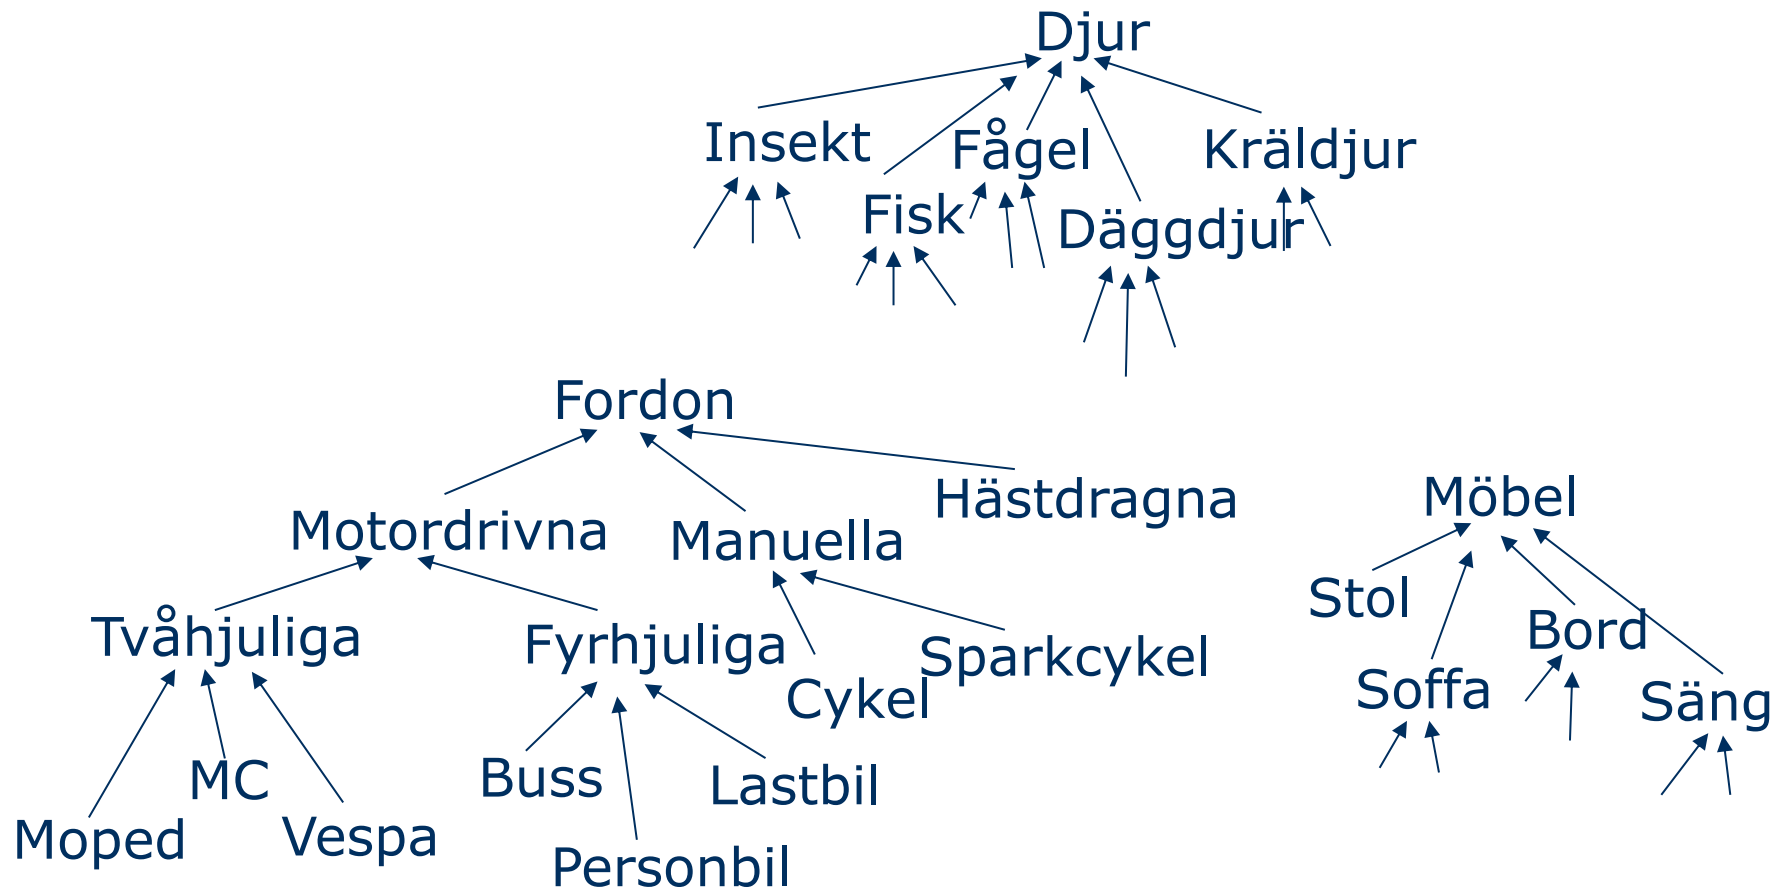 Djur
Insekt
Fågel
Kräldjur
Fisk
Däggdjur
Fordon
Hästdragna
Möbel
Motordrivna
Manuella
Stol
Tvåhjuliga
Fyrhjuliga
Sparkcykel
Bord
Cykel
Soffa
Säng
MC
Buss
Lastbil
Moped
Vespa
Personbil